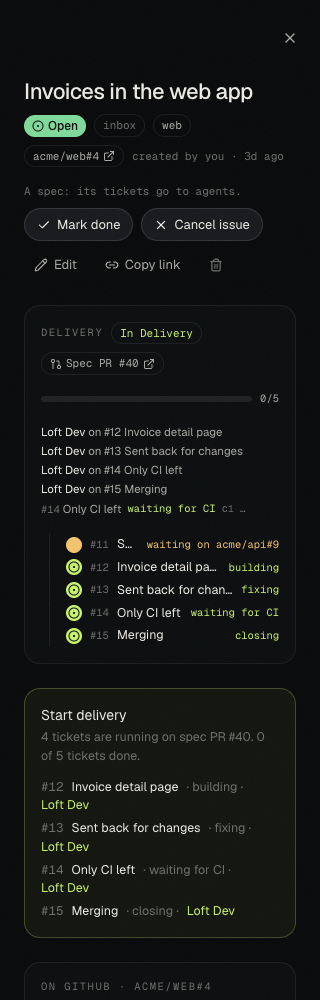 Invoices in the web app
Open inbox web
acme/web#4 created by you · 3d ago
A spec: its tickets go to agents.
Mark done Cancel issue
Edit Copy link
DELIVERY In Delivery
Spec PR #40
0/5
Loft Dev on #12 Invoice detail page
Loft Dev on #13 Sent back for changes
Loft Dev on #14 Only CI left
Loft Dev on #15 Merging
#14 Only CI left waiting for CI ci …
#11 S… waiting on acme/api#9
#12 Invoice detail pa… building
#13 Sent back for chan… fixing
#14 Only CI left waiting for CI
#15 Merging closing
Start delivery
4 tickets are running on spec PR #40. 0
of 5 tickets done.
#12 Invoice detail page · building ·
Loft Dev
#13 Sent back for changes · fixing ·
Loft Dev
#14 Only CI left · waiting for CI ·
Loft Dev
#15 Merging · closing · Loft Dev
ON GITHUB · ACME/WEB#4